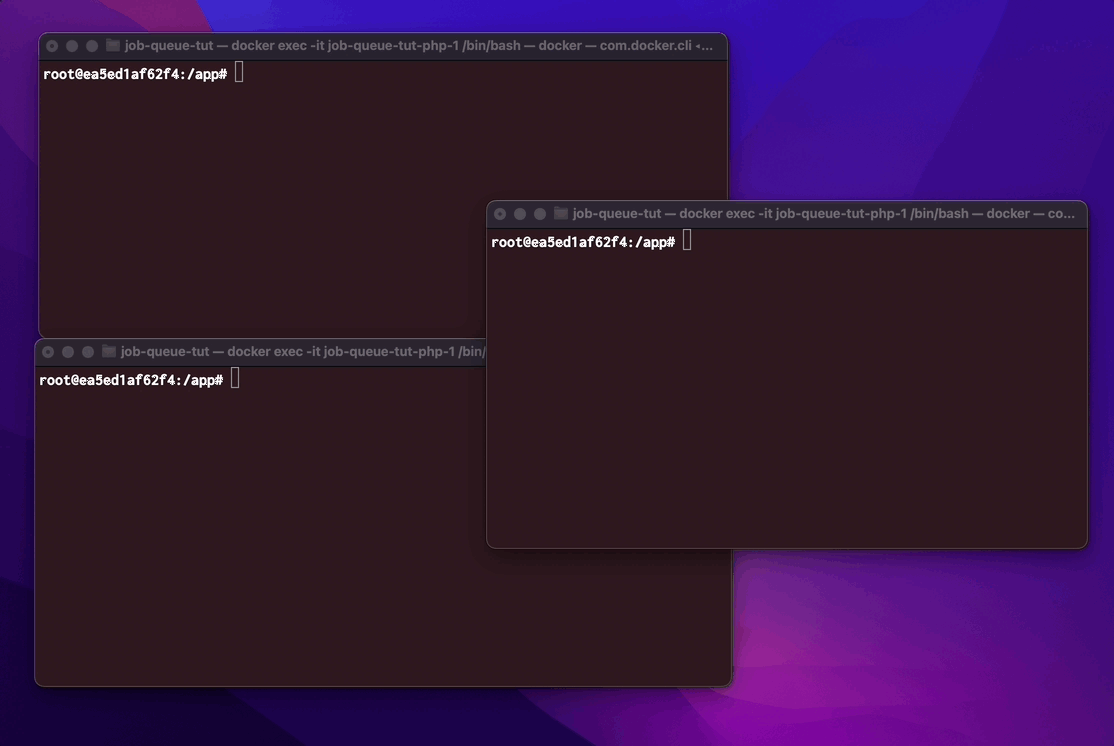 job-queue-tut — docker exec -it job-queue-tut-php-1 /bin/bash — docker — com.docker.cli ◂...
root@ea5ed1af62f4:/app#
job-queue-tut — docker exec -it job-queue-tut-php-1 /bin/bash — docker — co...
root@ea5ed1af62f4:/app#
job-queue-tut — docker exec -it job-queue-tut-php-1 /bin/
root@ea5ed1af62f4:/app#